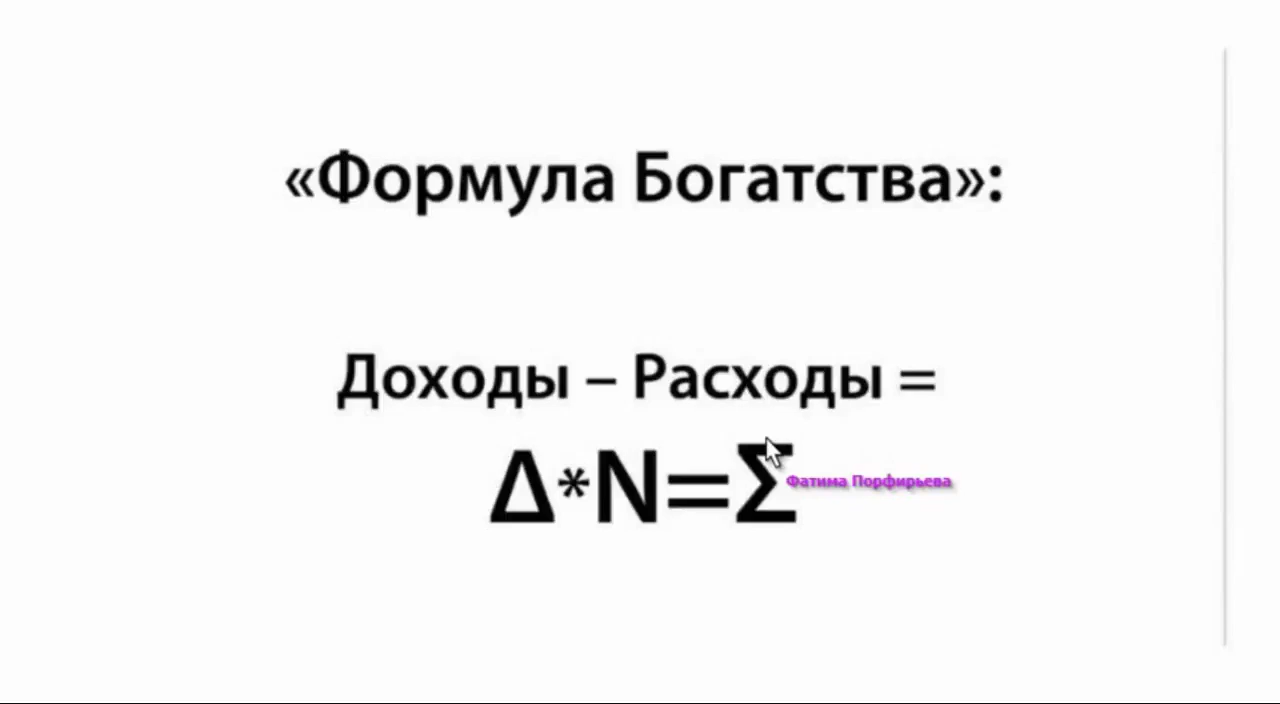 «Формула Богатства»:
Доходы – Расходы =
Δ*N=Σ
Фатима Порфирьева